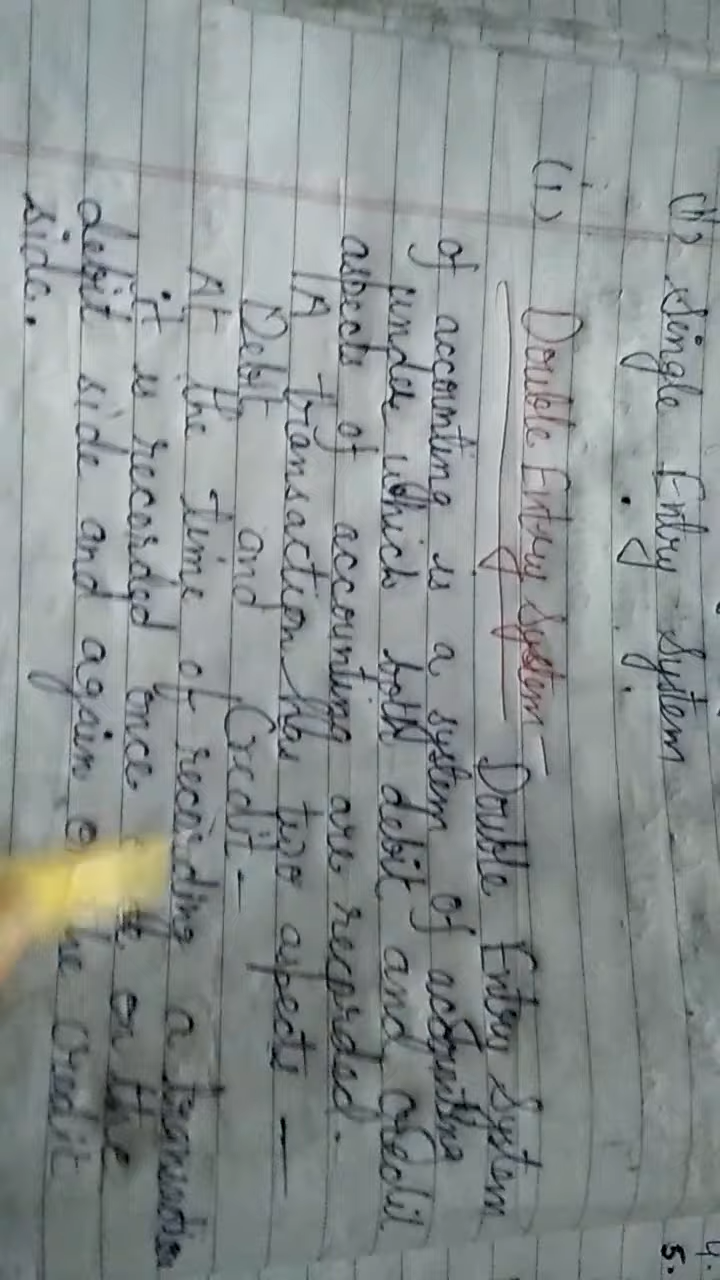 (ii) Single Entry System
(i) Double Entry System - Double Entry System
of accounting is a system of accounting
under which both debit and credit
aspects of accounting are recorded.
A transaction has two aspects —
Debit and Credit -
At the time of recording a transaction
it is recorded once on the
debit side and again credit
side.
4.
5.